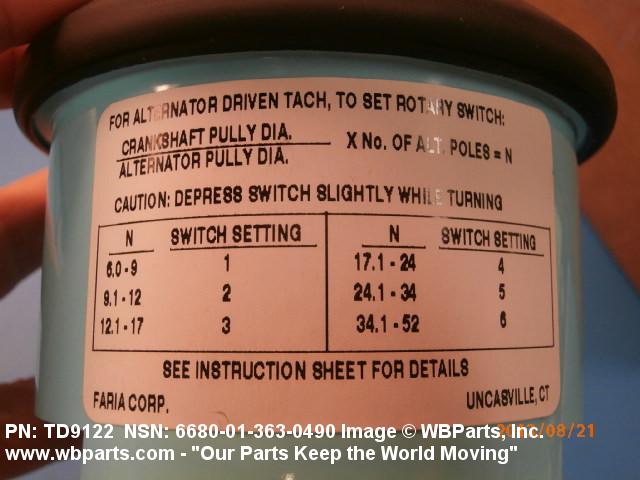 FOR ALTERNATOR DRIVEN TACH, TO SET ROTARY SWITCH:
CRANKSHAFT PULLY DIA.
ALTERNATOR PULLY DIA.
X No. OF ALT. POLES = N
CAUTION: DEPRESS SWITCH SLIGHTLY WHILE TURNING
N SWITCH SETTING N SWITCH SETTING
6.0 - 9 1 17.1 - 24 4
9.1 - 12 2 24.1 - 34 5
12.1 - 17 3 34.1 - 52 6
SEE INSTRUCTION SHEET FOR DETAILS
FARIA CORP. UNCASVILLE, CT
PN: TD9122 NSN: 6680-01-363-0490 Image © WBParts, Inc.
www.wbparts.com - "Our Parts Keep the World Moving"
/08/21